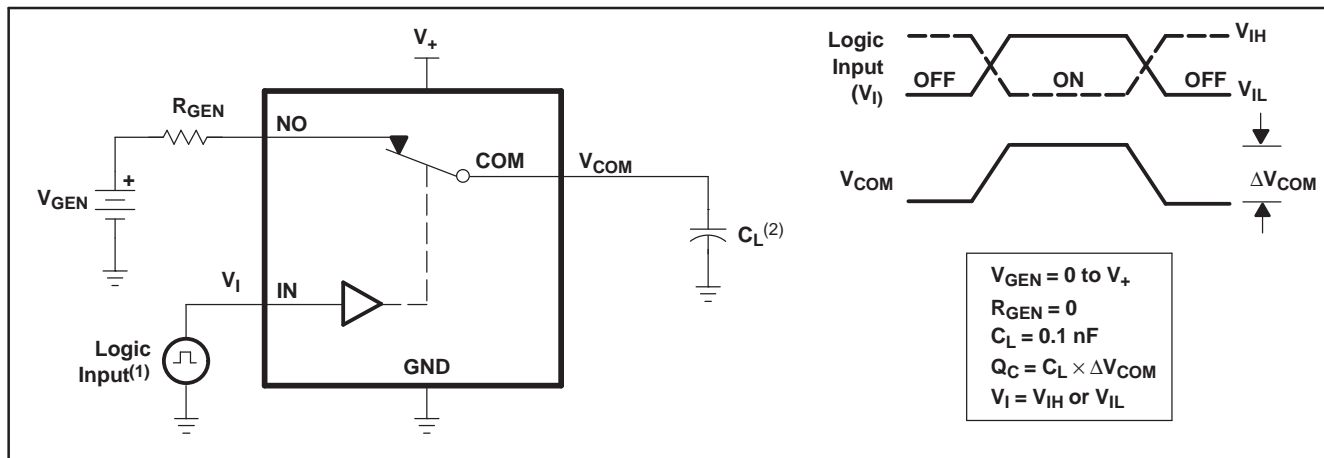 V+
RGEN
NO
COM
VCOM
+
VGEN
CL(2)
VI
IN
Logic
Input(1)
GND
Logic
Input
(VI)
VIH
OFF
ON
OFF
VIL
VCOM
ΔVCOM
VGEN = 0 to V+
RGEN = 0
CL = 0.1 nF
QC = CL × ΔVCOM
VI = VIH or VIL